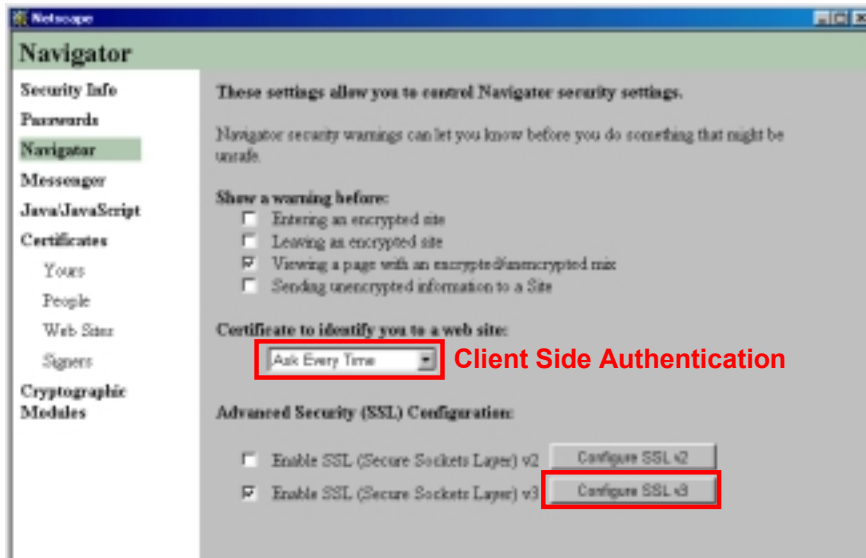 Netscape
Navigator
Security Info
Passwords
Navigator
Messenger
Java/JavaScript
Certificates
Yours
People
Web Sites
Signers
Cryptographic
Modules
These settings allow you to control Navigator security settings.
Navigator security warnings can let you know before you do something that might be
unsafe.
Show a warning before:
Entering an encrypted site
Leaving an encrypted site
Viewing a page with an encrypted/unencrypted mix
Sending unencrypted information to a Site
Certificate to identify you to a web site:
Ask Every Time
Client Side Authentication
Advanced Security (SSL) Configuration:
Enable SSL (Secure Sockets Layer) v2 Configure SSL v2
Enable SSL (Secure Sockets Layer) v3 Configure SSL v3